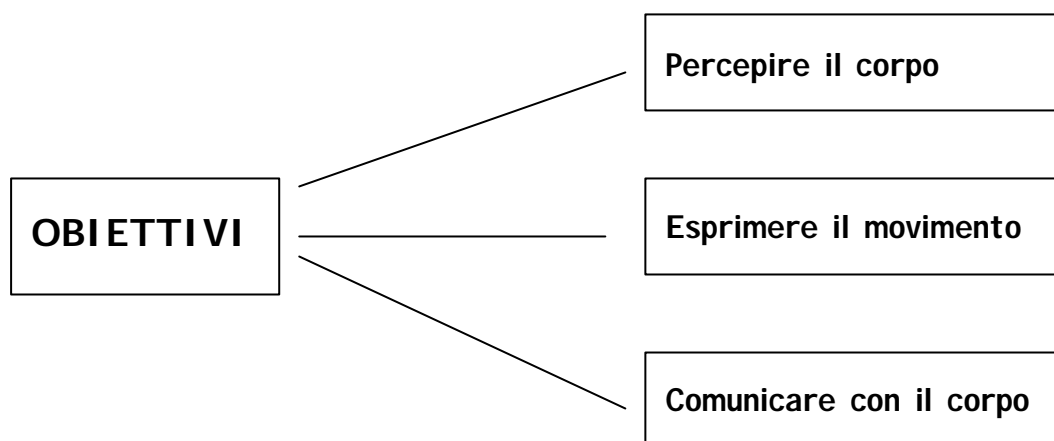 Percepire il corpo
OBIETTIVI
Esprimere il movimento
Comunicare con il corpo